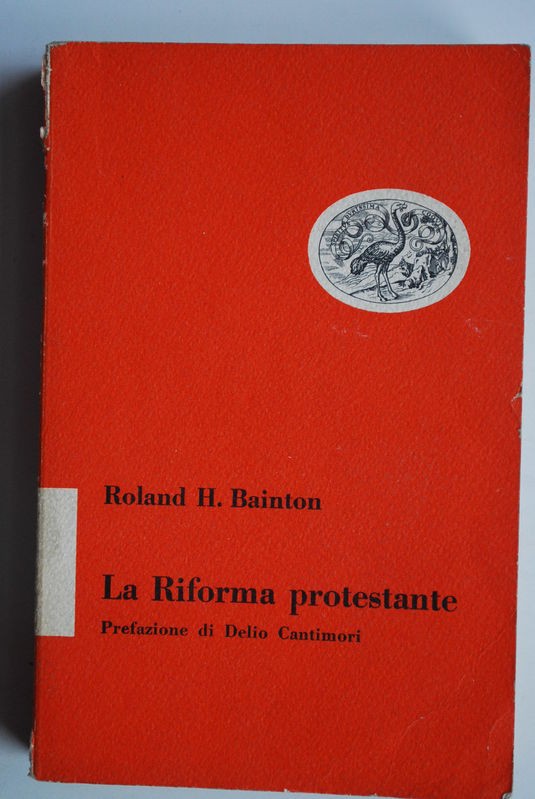 Roland H. Bainton
La Riforma protestante
Prefazione di Delio Cantimori